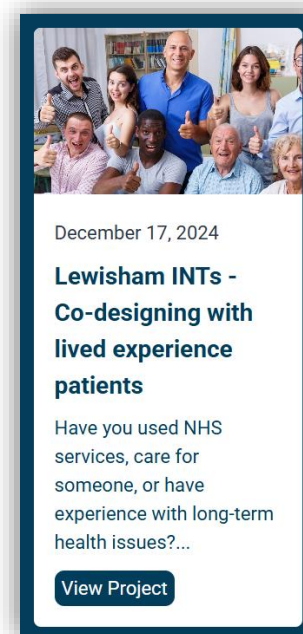 December 17, 2024
Lewisham INTs -
Co-designing with
lived experience
patients
Have you used NHS
services, care for
someone, or have
experience with long-term
health issues?...
View Project